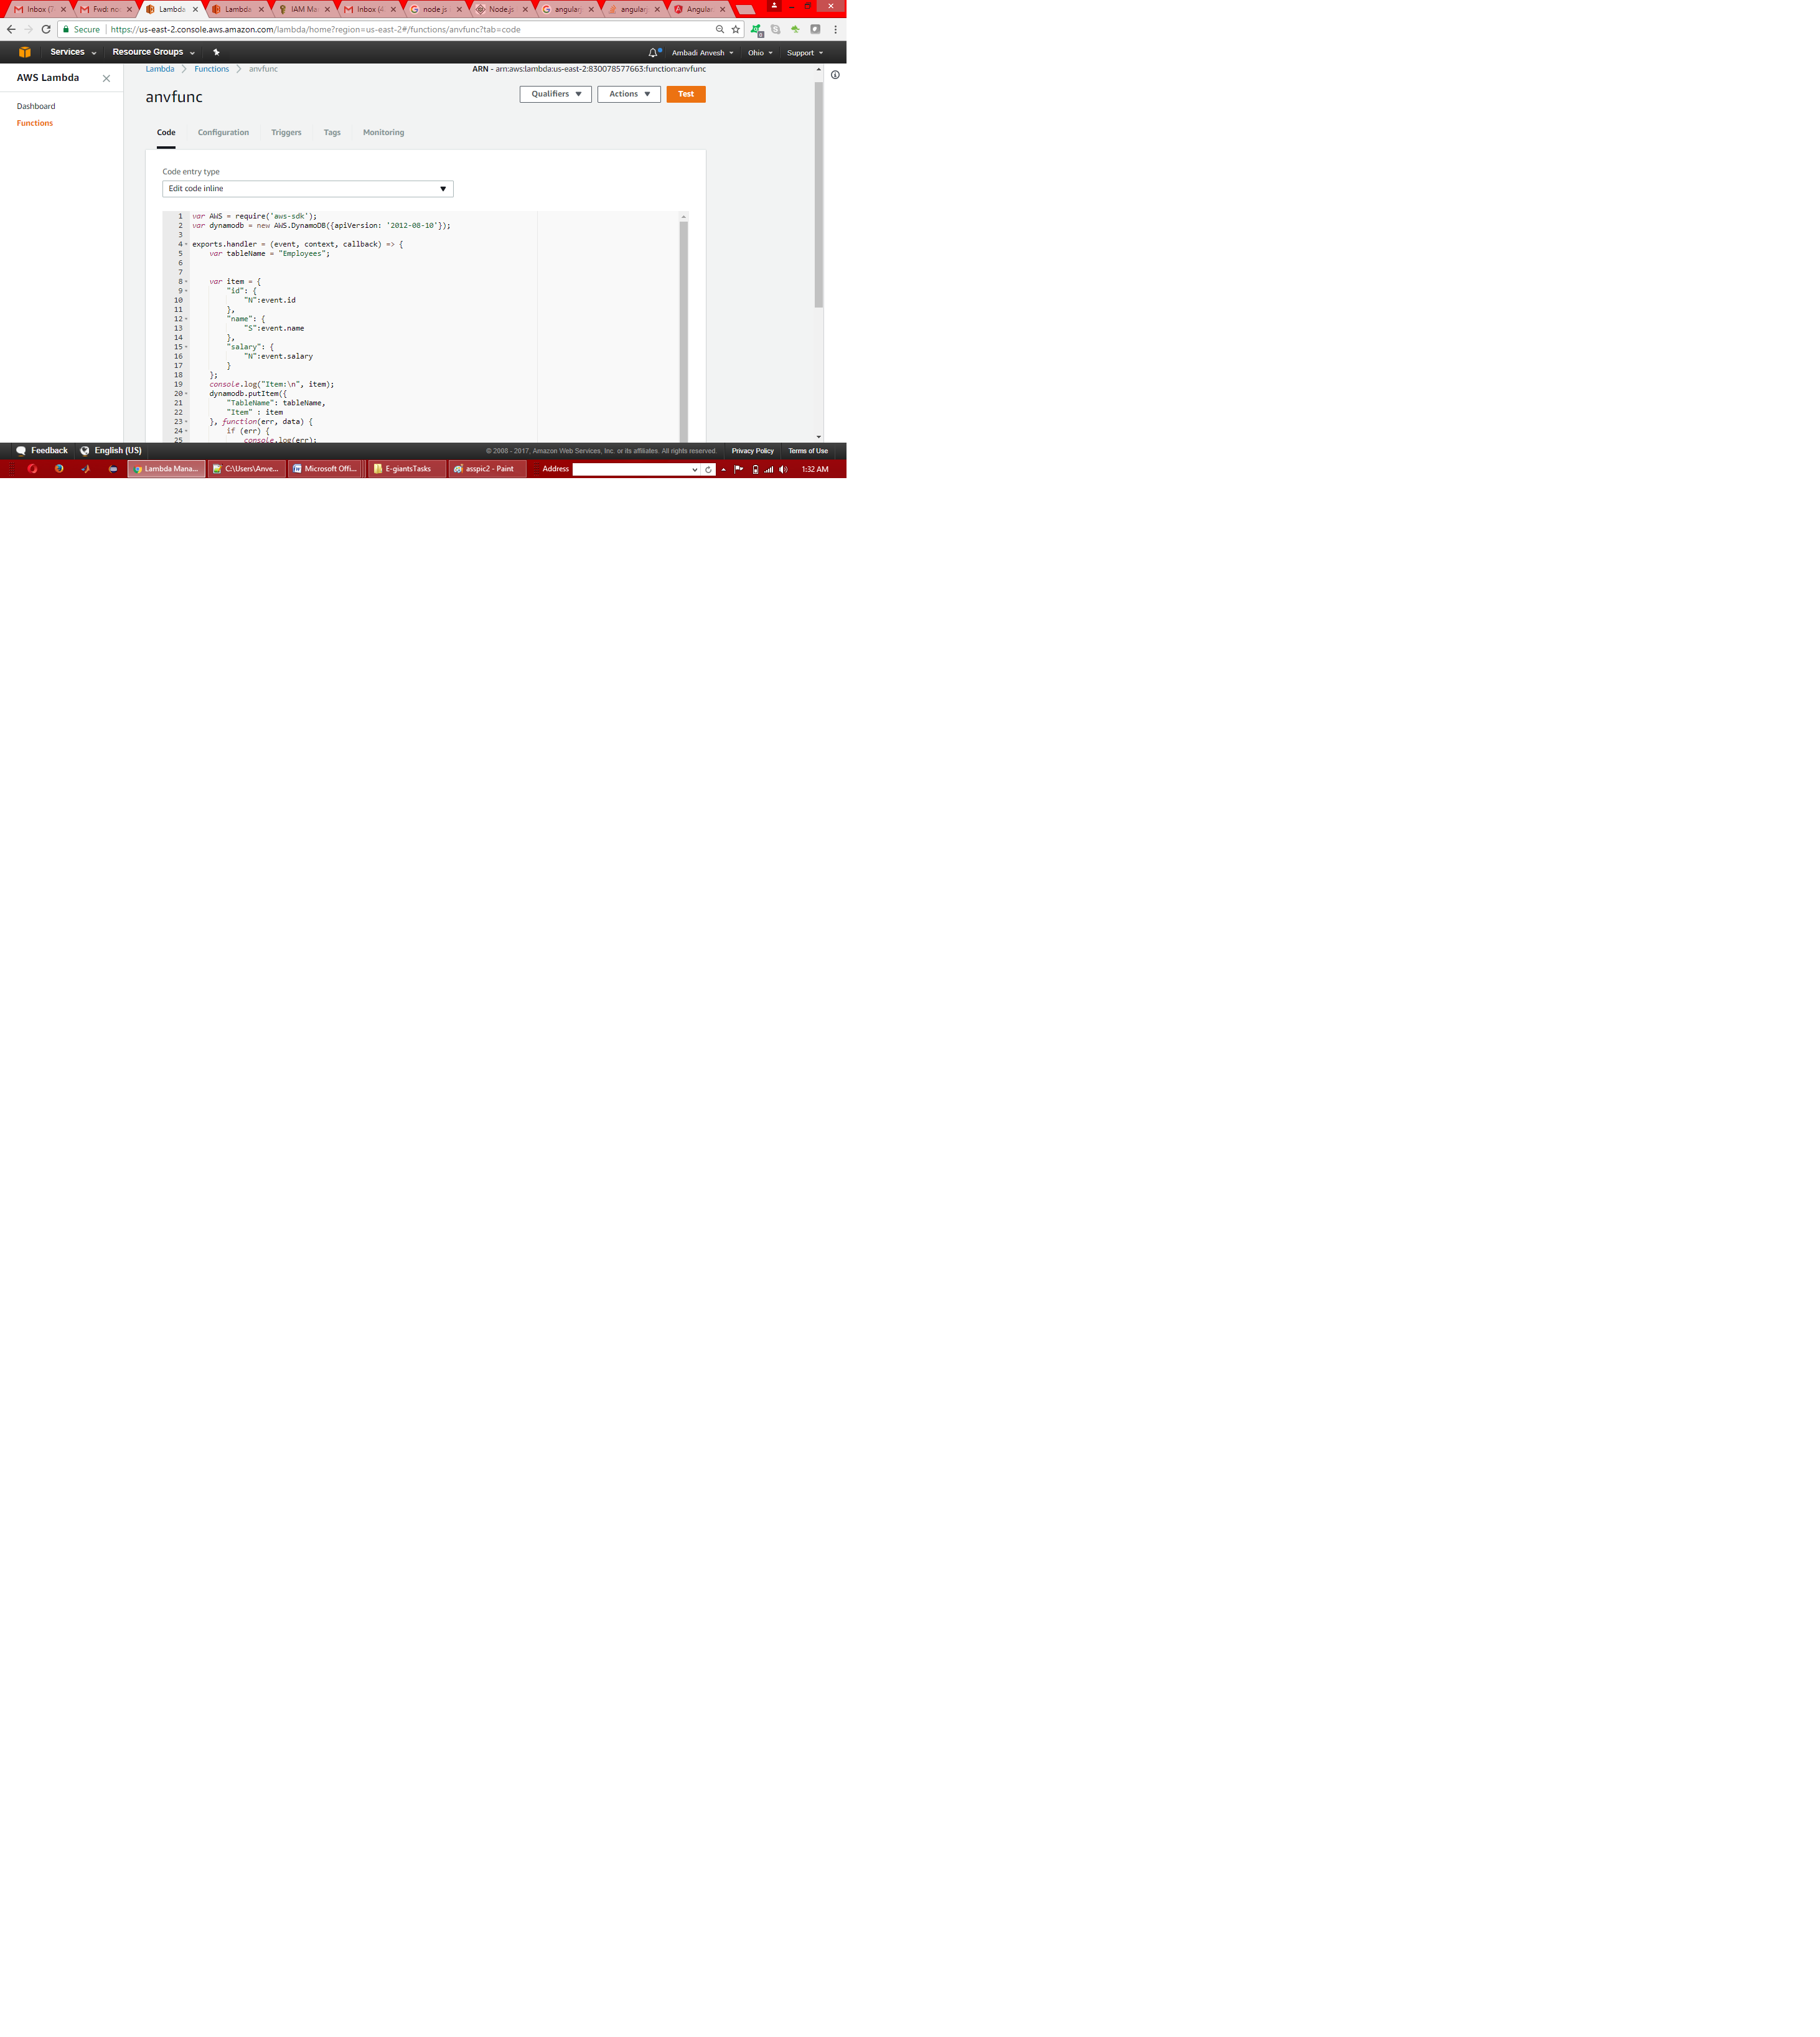 Inbox (7
Fwd: no
Lambda
Lambda
IAM Ma
Inbox (4
node js
Node.js
angular
angularj
Angular
Secure https://us-east-2.console.aws.amazon.com/lambda/home?region=us-east-2#/functions/anvfunc?tab=code
Services
Resource Groups
Ambadi Anvesh
Ohio
Support
AWS Lambda
Dashboard
Functions
Lambda
Functions
anvfunc
ARN - arn:aws:lambda:us-east-2:830078577663:function:anvfunc
anvfunc
Qualifiers
Actions
Test
Code
Configuration
Triggers
Tags
Monitoring
Code entry type
Edit code inline
1 var AWS = require('aws-sdk');
2 var dynamodb = new AWS.DynamoDB({apiVersion: '2012-08-10'});
3
4 exports.handler = (event, context, callback) => {
5 var tableName = "Employees";
6
7
8 var item = {
9 "id": {
10 "N":event.id
11 },
12 "name": {
13 "S":event.name
14 },
15 "salary": {
16 "N":event.salary
17 }
18 };
19 console.log("Item:\n", item);
20 dynamodb.putItem({
21 "TableName": tableName,
22 "Item" : item
23 }, function(err, data) {
24 if (err) {
25 console.log(err);
Feedback
English (US)
© 2008 - 2017, Amazon Web Services, Inc. or its affiliates. All rights reserved.
Privacy Policy
Terms of Use
Lambda Mana...
C:\Users\Anve...
Microsoft Offi...
E-giantsTasks
asspic2 - Paint
Address
1:32 AM